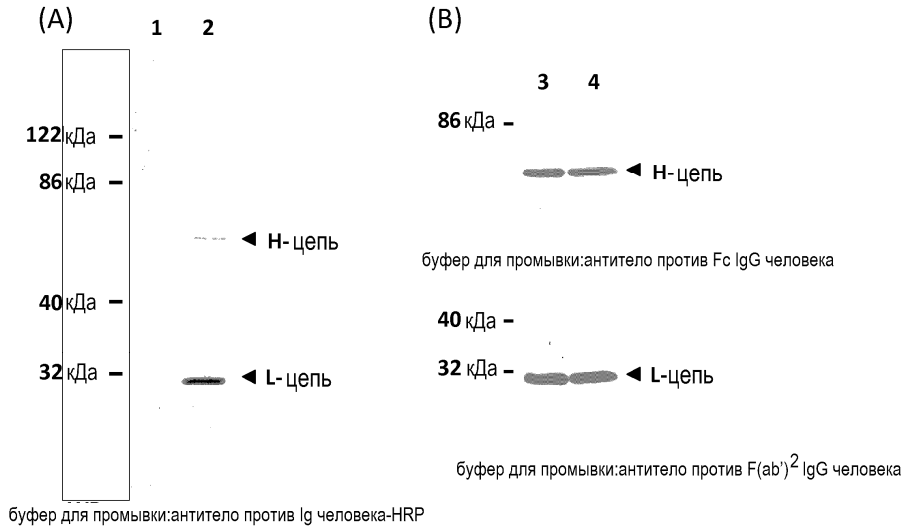 (A)
1 2
122 кДа
86 кДа
H- цепь
40 кДа
32 кДа
L- цепь
буфер для промывки:антитело против Ig человека-HRP
(B)
3 4
86 кДа
H-цепь
буфер для промывки:антитело против Fc IgG человека
40 кДа
32 кДа
L-цепь
буфер для промывки:антитело против F(ab’)2 IgG человека